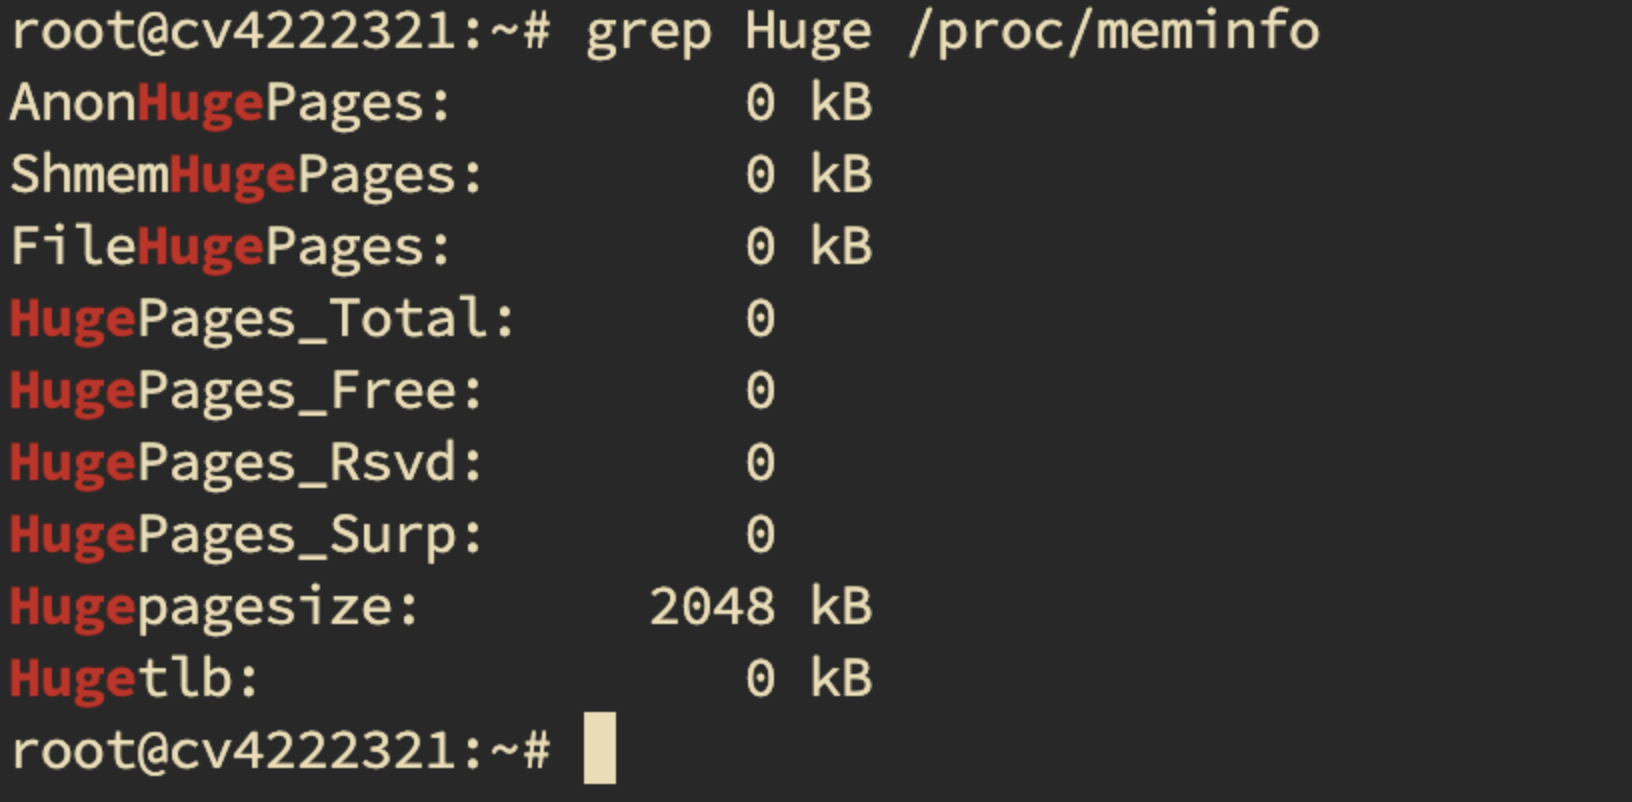 root@cv4222321:~# grep Huge /proc/meminfo
AnonHugePages:         0 kB
ShmemHugePages:        0 kB
FileHugePages:         0 kB
HugePages_Total:       0
HugePages_Free:        0
HugePages_Rsvd:        0
HugePages_Surp:        0
Hugepagesize:       2048 kB
Hugetlb:               0 kB
root@cv4222321:~#